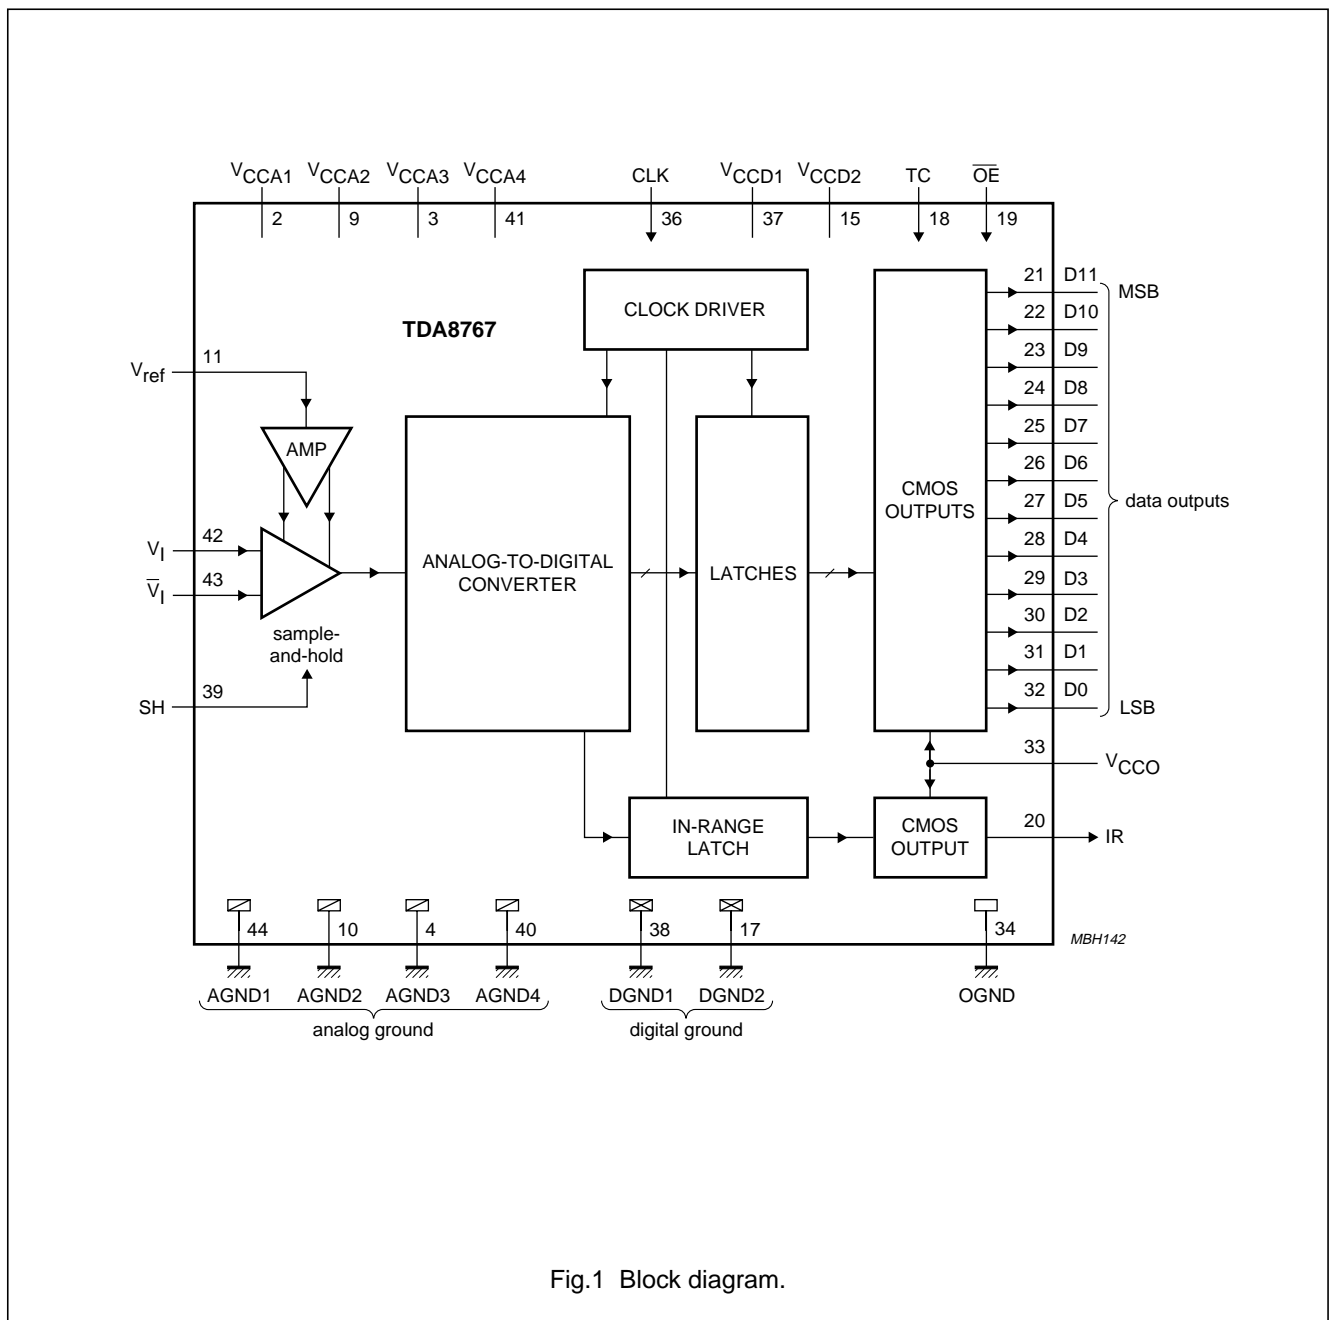 VCCA1 VCCA2 VCCA3 VCCA4 CLK VCCD1 VCCD2 TC O̅E̅
2 9 3 41 36 37 15 18 19
21 D11
MSB
22 D10
CLOCK DRIVER
TDA8767
23 D9
11
Vref
24 D8
25 D7
AMP
26 D6
CMOS
OUTPUTS
27 D5
data outputs
42
VI
28 D4
ANALOG-TO-DIGITAL
CONVERTER
LATCHES
43
V̅I
29 D3
30 D2
sample-
and-hold
31 D1
39
SH
32 D0
LSB
33
VCCO
IN-RANGE
LATCH
CMOS
OUTPUT
20
IR
44 10 4 40 38 17 34
MBH142
AGND1 AGND2 AGND3 AGND4 DGND1 DGND2 OGND
analog ground digital ground
Fig.1 Block diagram.